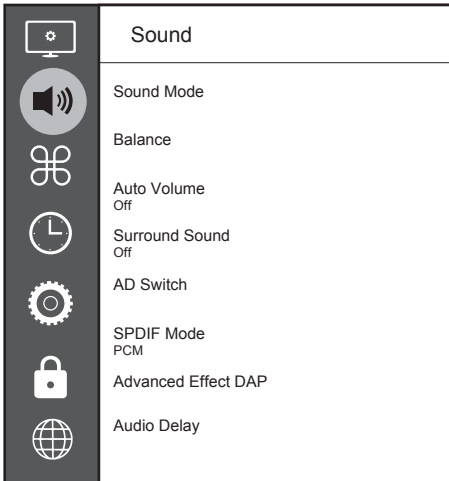 Sound
Sound Mode
Balance
Auto Volume
Off
Surround Sound
Off
AD Switch
SPDIF Mode
PCM
Advanced Effect DAP
Audio Delay